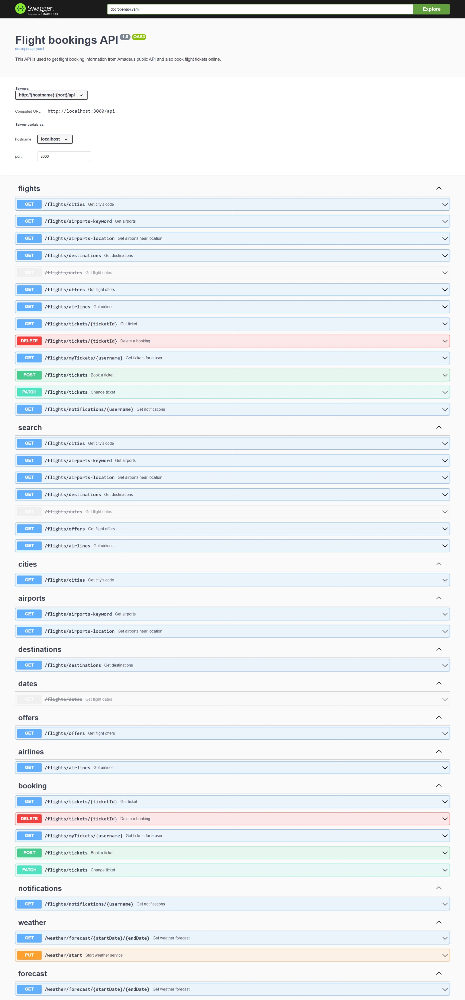 Swagger.
Supported by SMARTBEAR
doc/openapi.yaml
Explore
Flight bookings API 1.0 OAS3
doc/openapi.yaml
This API is used to get flight booking information from Amadeus public API and also book flight tickets online.
Servers
http://{hostname}:{port}/api
Computed URL: http://localhost:3000/api
Server variables
hostname localhost
port 3000
flights
GET /flights/cities Get city's code
GET /flights/airports-keyword Get airports
GET /flights/airports-location Get airports near location
GET /flights/destinations Get destinations
GET /flights/dates Get flight dates
GET /flights/offers Get flight offers
GET /flights/airlines Get airlines
GET /flights/tickets/{ticketId} Get ticket
DELETE /flights/tickets/{ticketId} Delete a booking
GET /flights/myTickets/{username} Get tickets for a user
POST /flights/tickets Book a ticket
PATCH /flights/tickets Change ticket
GET /flights/notifications/{username} Get notifications
search
GET /flights/cities Get city's code
GET /flights/airports-keyword Get airports
GET /flights/airports-location Get airports near location
GET /flights/destinations Get destinations
GET /flights/dates Get flight dates
GET /flights/offers Get flight offers
GET /flights/airlines Get airlines
cities
GET /flights/cities Get city's code
airports
GET /flights/airports-keyword Get airports
GET /flights/airports-location Get airports near location
destinations
GET /flights/destinations Get destinations
dates
GET /flights/dates Get flight dates
offers
GET /flights/offers Get flight offers
airlines
GET /flights/airlines Get airlines
booking
GET /flights/tickets/{ticketId} Get ticket
DELETE /flights/tickets/{ticketId} Delete a booking
GET /flights/myTickets/{username} Get tickets for a user
POST /flights/tickets Book a ticket
PATCH /flights/tickets Change ticket
notifications
GET /flights/notifications/{username} Get notifications
weather
GET /weather/forecast/{startDate}/{endDate} Get weather forecast
PUT /weather/start Start weather service
forecast
GET /weather/forecast/{startDate}/{endDate} Get weather forecast